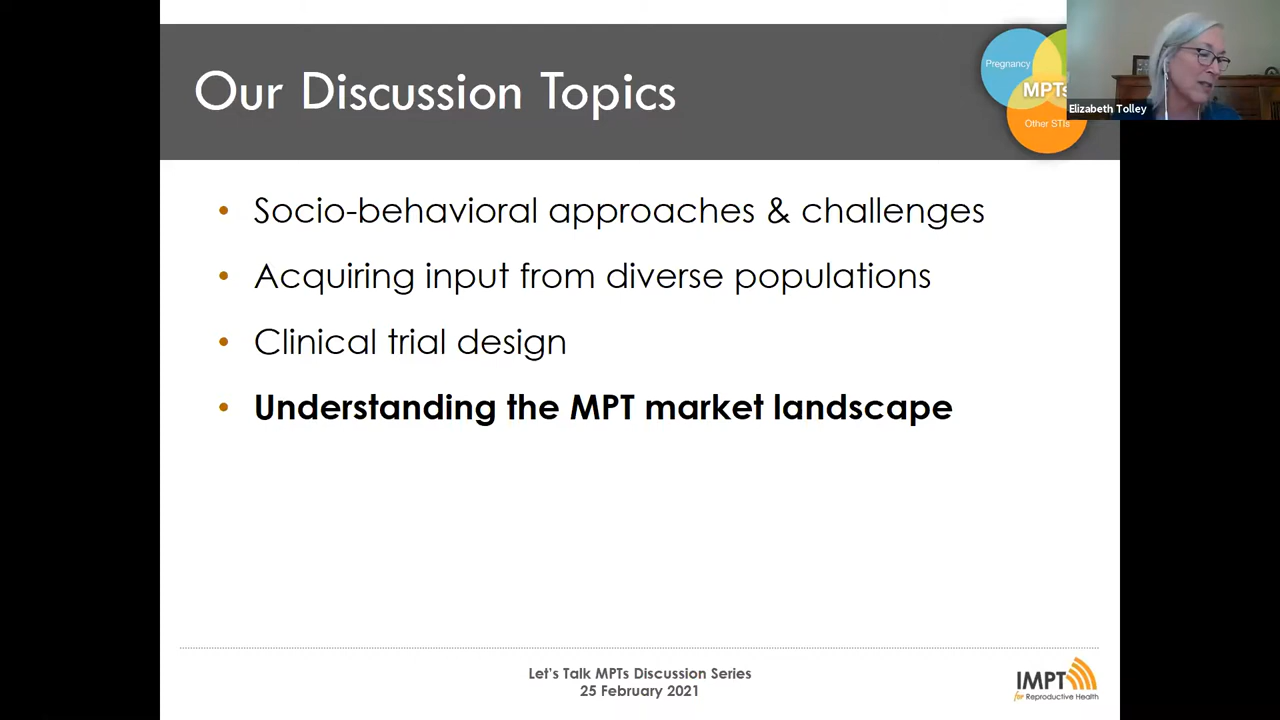 Our Discussion Topics
Pregnancy
MPTs
Other STIs
Elizabeth Tolley
• Socio-behavioral approaches & challenges
• Acquiring input from diverse populations
• Clinical trial design
• Understanding the MPT market landscape
Let's Talk MPTs Discussion Series
25 February 2021
IMPT
for Reproductive Health